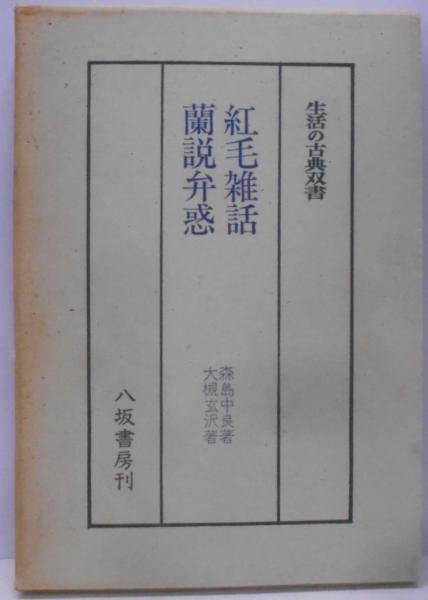 生活の古典双書
紅毛雑話
蘭説弁惑
森島中良著
大槻玄沢著
八坂書房刊